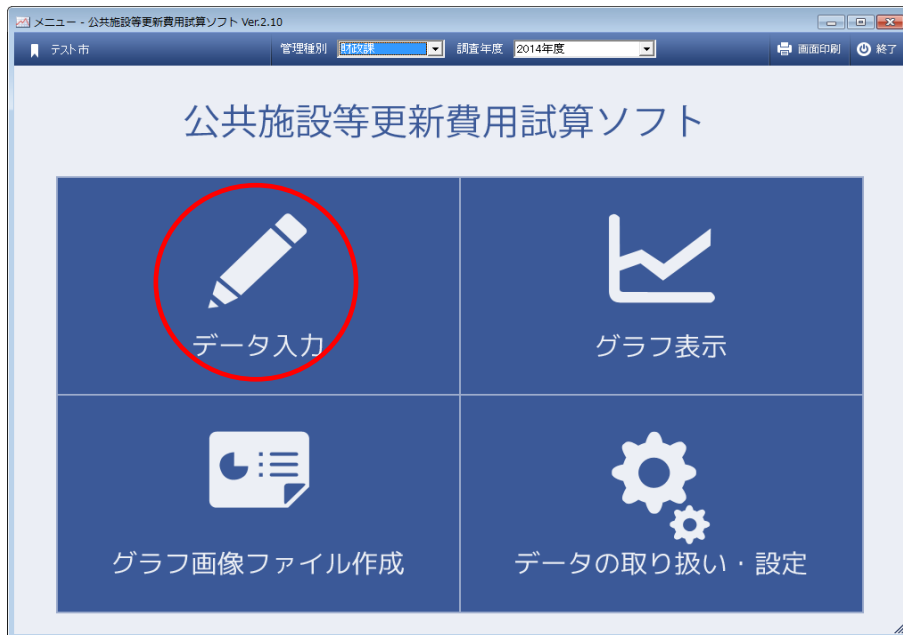 メニュー - 公共施設等更新費用試算ソフト Ver.2.10
テスト市 管理種別 財政課 調査年度 2014年度 画面印刷 終了
公共施設等更新費用試算ソフト
データ入力 グラフ表示
グラフ画像ファイル作成 データの取り扱い・設定